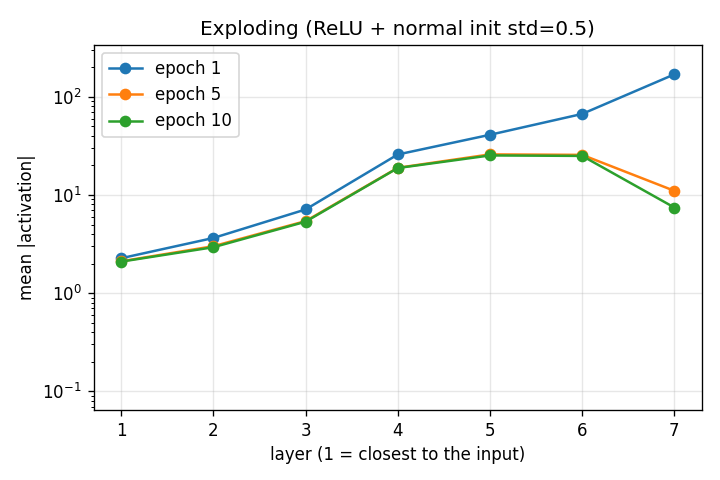 Exploding (ReLU + normal init std=0.5)
epoch 1
epoch 5
epoch 10
mean |activation|
10²
10¹
10⁰
10⁻¹
1 2 3 4 5 6 7
layer (1 = closest to the input)